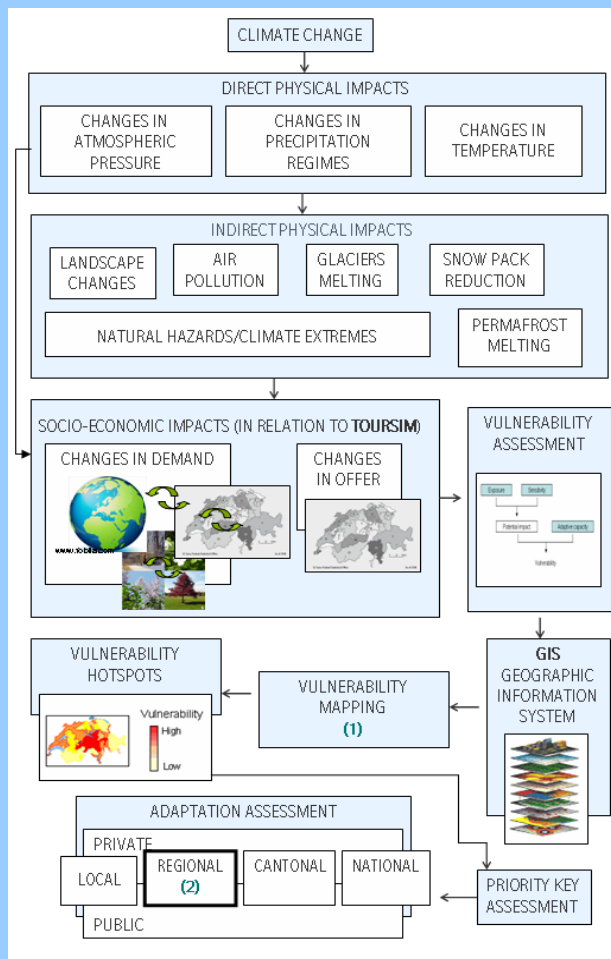 CLIMATE CHANGE
DIRECT PHYSICAL IMPACTS
CHANGES IN
ATMOSPHERIC
PRESSURE
CHANGES IN
PRECIPITATION
REGIMES
CHANGES IN
TEMPERATURE
INDIRECT PHYSICAL IMPACTS
LANDSCAPE
CHANGES
AIR
POLLUTION
GLACIERS
MELTING
SNOW PACK
REDUCTION
NATURAL HAZARDS/CLIMATE EXTREMES
PERMAFROST
MELTING
SOCIO-ECONOMIC IMPACTS (IN RELATION TO TOURSIM)
CHANGES IN DEMAND
CHANGES
IN OFFER
VULNERABILITY
ASSESSMENT
Exposure
Sensitivity
Potential impact
Adaptive capacity
Vulnerability
GIS
GEOGRAPHIC
INFORMATION
SYSTEM
VULNERABILITY
MAPPING
(1)
VULNERABILITY
HOTSPOTS
Vulnerability
High
Low
ADAPTATION ASSESSMENT
PRIVATE
LOCAL
REGIONAL
(2)
CANTONAL
NATIONAL
PUBLIC
PRIORITY KEY
ASSESSMENT